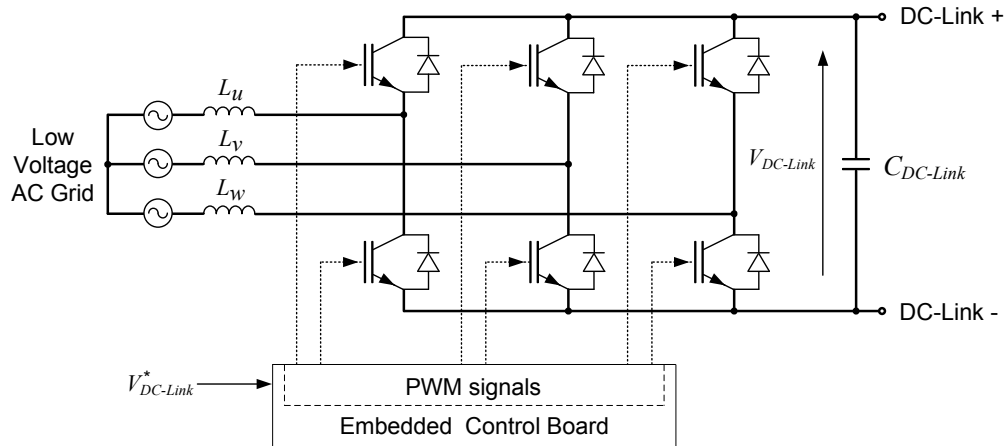 DC-Link +
L_u
Low
Voltage
AC Grid
L_v
L_w
V_DC-Link
C_DC-Link
DC-Link -
V*_DC-Link
PWM signals
Embedded Control Board